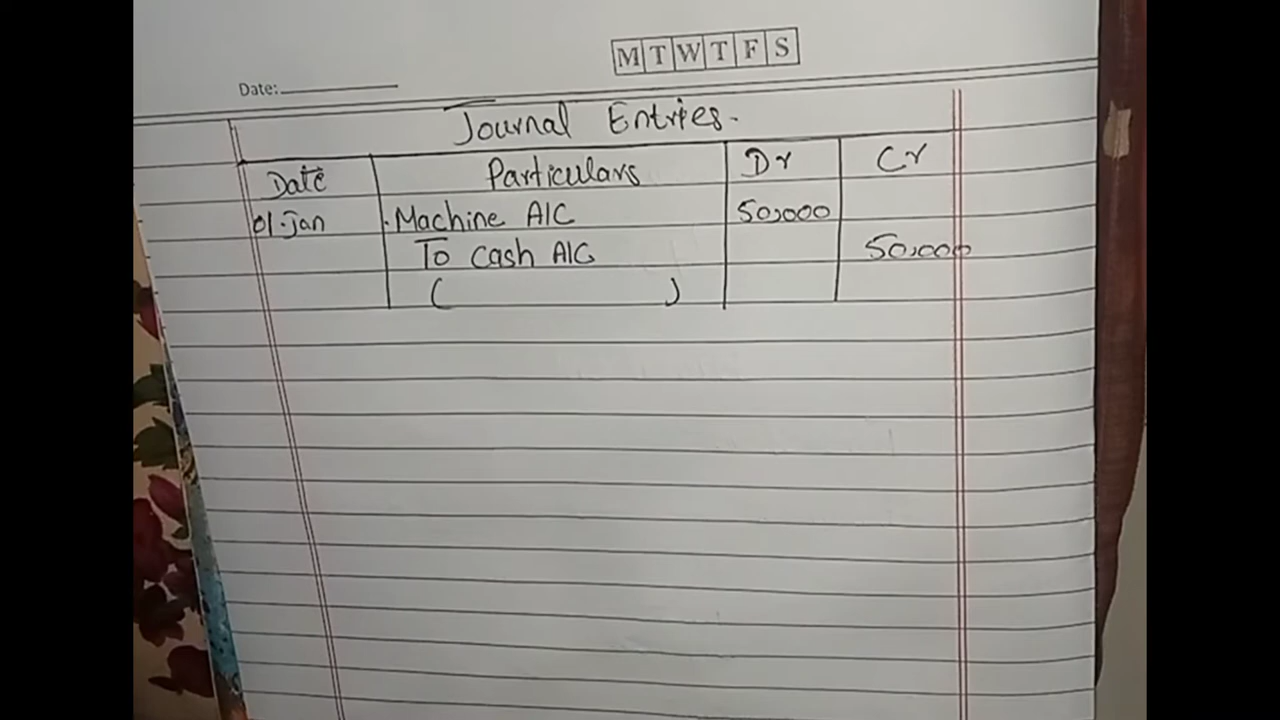 M T W T F S
Date:
Journal Entries.
Date Particulars Dr Cr
01.Jan Machine A/C 50,000
To Cash A/C 50,000
( )